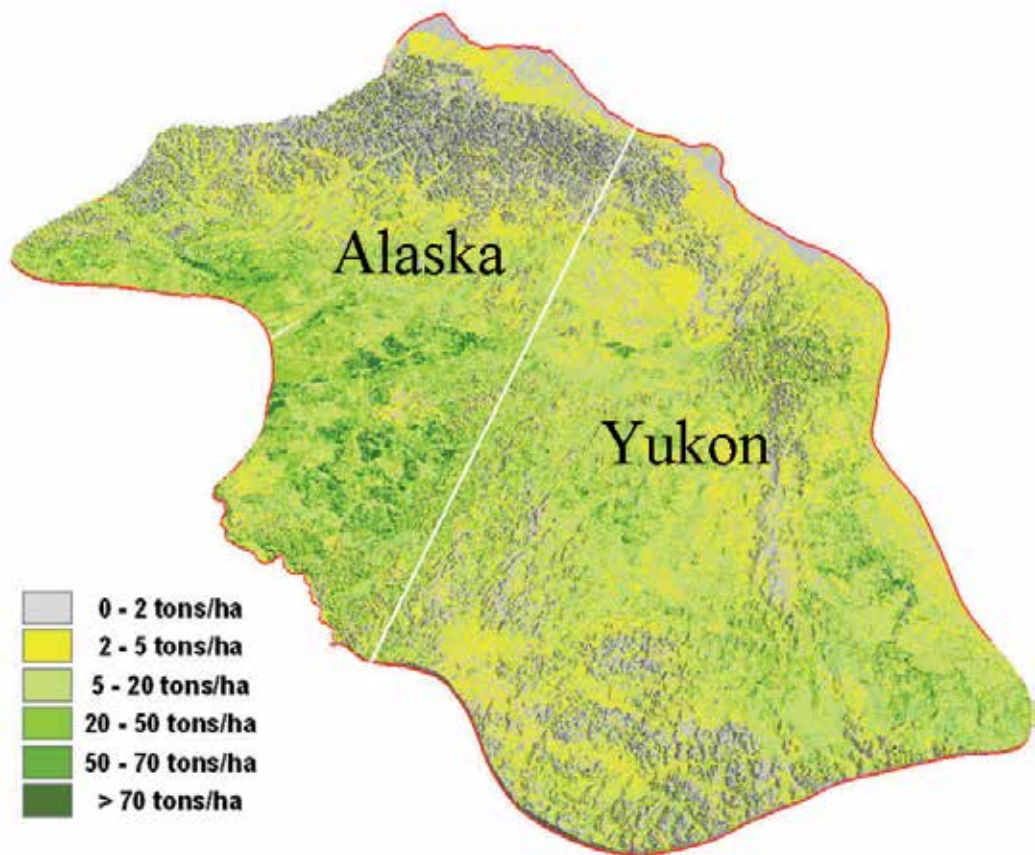 Alaska
Yukon
0 - 2 tons/ha
2 - 5 tons/ha
5 - 20 tons/ha
20 - 50 tons/ha
50 - 70 tons/ha
> 70 tons/ha